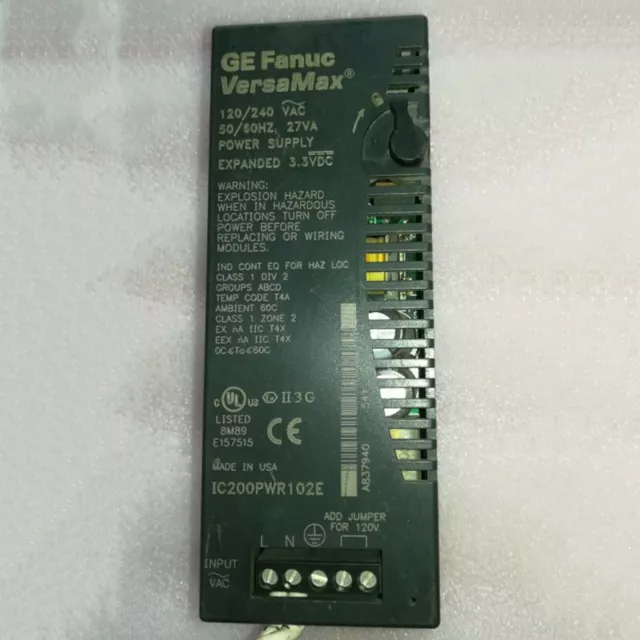 GE Fanuc
VersaMax®
120/240 VAC
50/60HZ, 27VA
POWER SUPPLY
EXPANDED 3.3VDC
WARNING:
EXPLOSION HAZARD
WHEN IN HAZARDOUS
LOCATIONS TURN OFF
POWER BEFORE
REPLACING OR WIRING
MODULES.
IND CONT EQ FOR HAZ LOC
CLASS 1 DIV 2
GROUPS ABCD
TEMP CODE T4A
AMBIENT 60C
CLASS 1 ZONE 2
EX nA IIC T4X
EEX nA IIC T4X
0C≤Ta≤60C
c UL us Ex II 3 G
LISTED
8M89
E157515
CE
MADE IN USA
IC200PWR102E
A837940
ADD JUMPER
FOR 120V
L N
INPUT
VAC